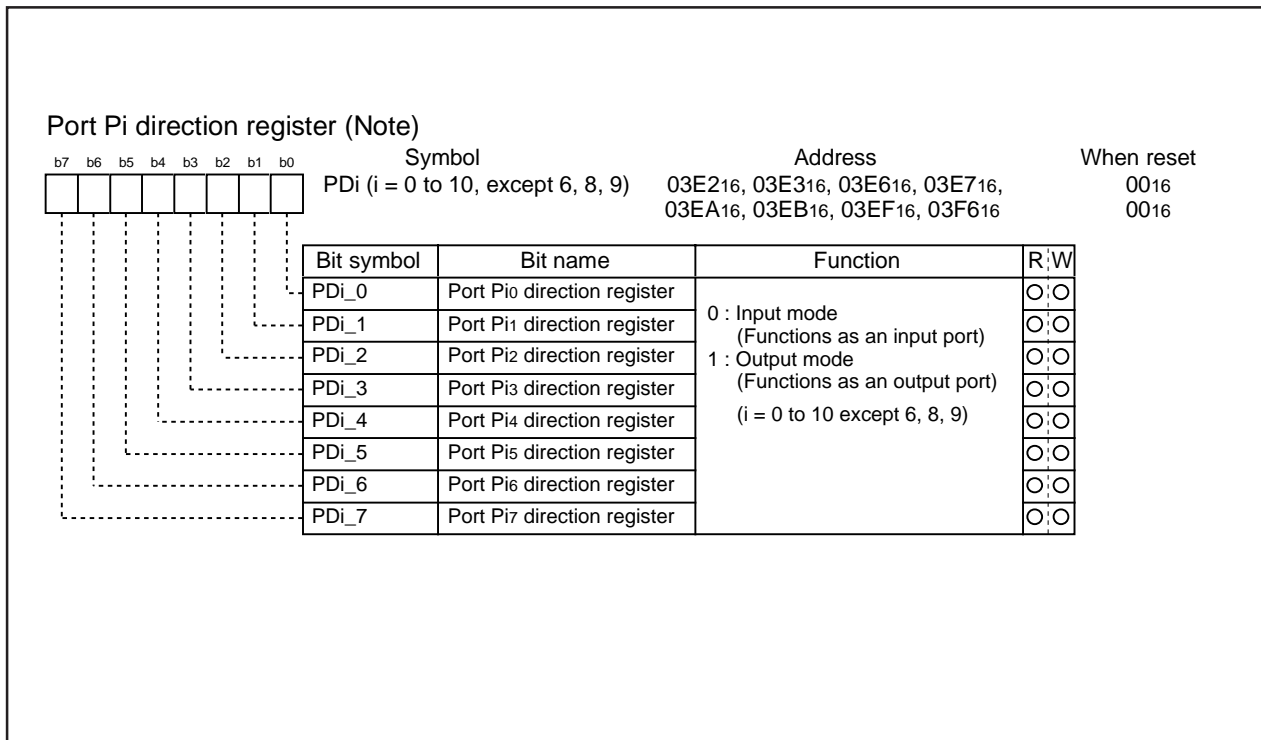 Port Pi direction register (Note)
b7 b6 b5 b4 b3 b2 b1 b0
Symbol Address When reset
PDi (i = 0 to 10, except 6, 8, 9) 03E216, 03E316, 03E616, 03E716, 0016
03EA16, 03EB16, 03EF16, 03F616 0016
Bit symbol Bit name Function R W
PDi_0 Port Pi0 direction register
PDi_1 Port Pi1 direction register
PDi_2 Port Pi2 direction register
PDi_3 Port Pi3 direction register
PDi_4 Port Pi4 direction register
PDi_5 Port Pi5 direction register
PDi_6 Port Pi6 direction register
PDi_7 Port Pi7 direction register
0 : Input mode
(Functions as an input port)
1 : Output mode
(Functions as an output port)
(i = 0 to 10 except 6, 8, 9)